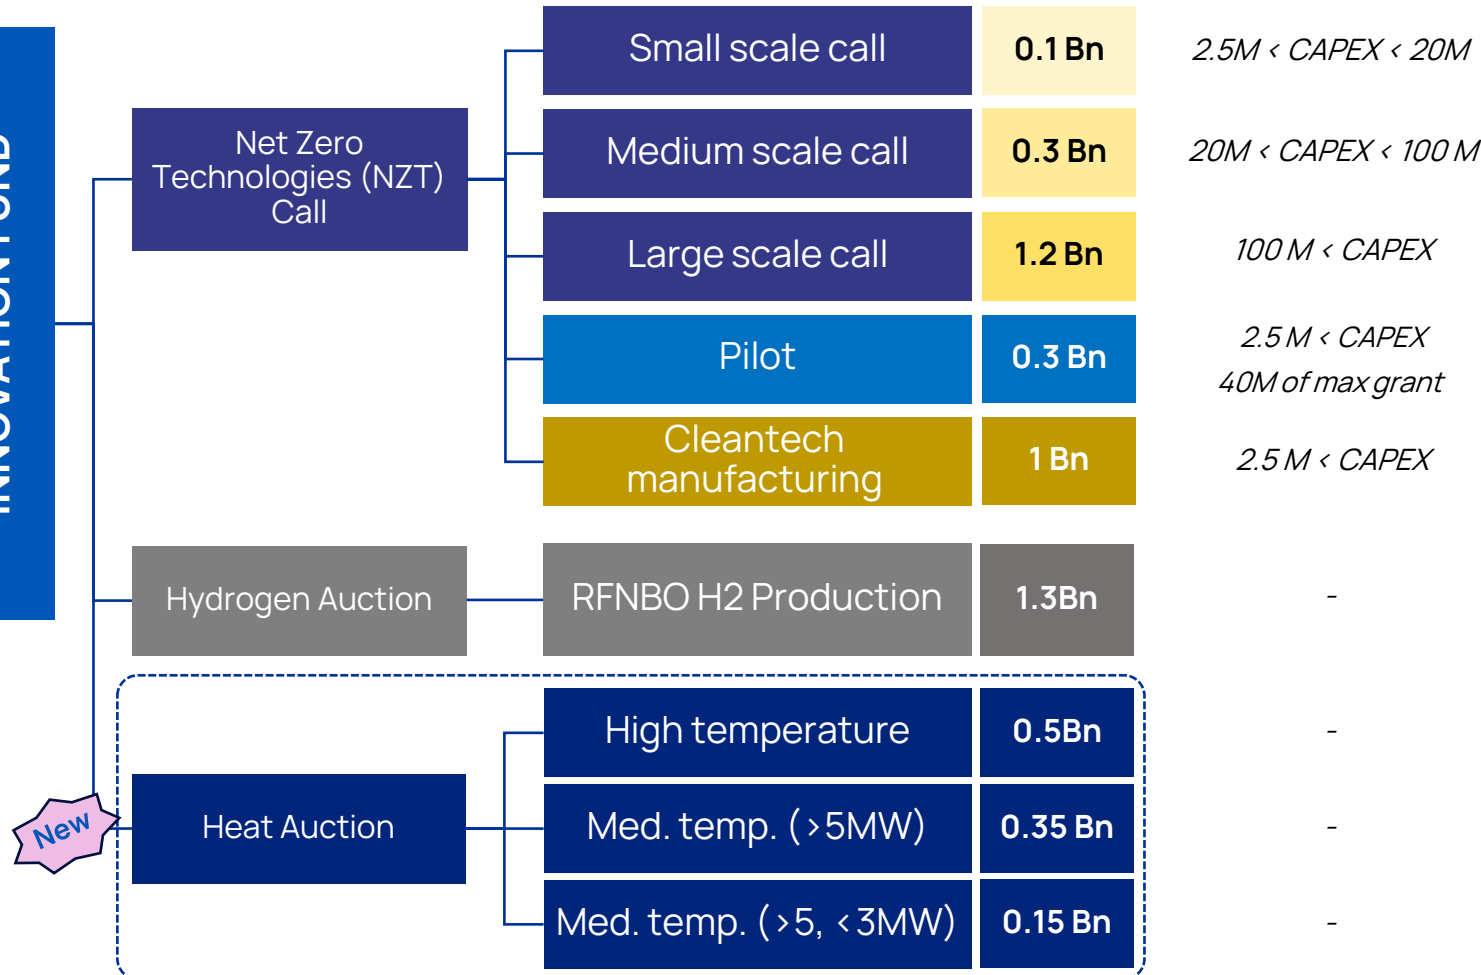 INNOVATION FUND
Net Zero
Technologies (NZT)
Call
Small scale call
0.1 Bn
2.5M < CAPEX < 20M
Medium scale call
0.3 Bn
20M < CAPEX < 100 M
Large scale call
1.2 Bn
100 M < CAPEX
Pilot
0.3 Bn
2.5 M < CAPEX
40M of max grant
Cleantech
manufacturing
1 Bn
2.5 M < CAPEX
Hydrogen Auction
RFNBO H2 Production
1.3Bn
-
New
Heat Auction
High temperature
0.5Bn
-
Med. temp. (>5MW)
0.35 Bn
-
Med. temp. (>5, <3MW)
0.15 Bn
-